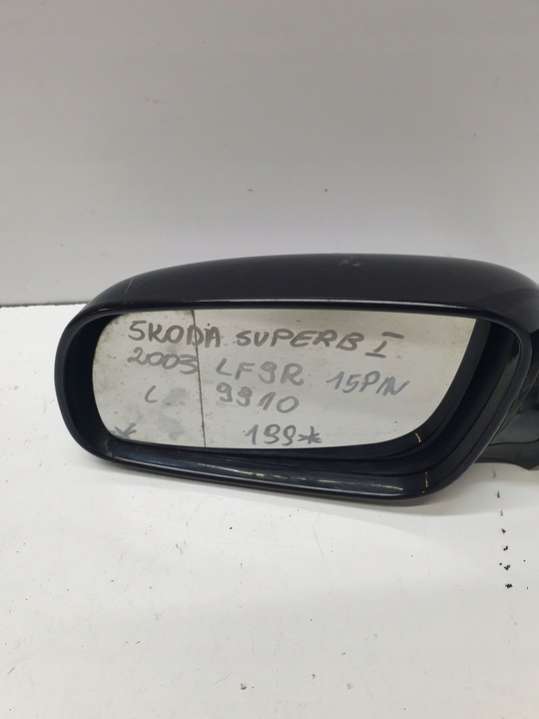 SKODA SUPERB I
2003 LF9R 15PIN
L 9910
* 199*